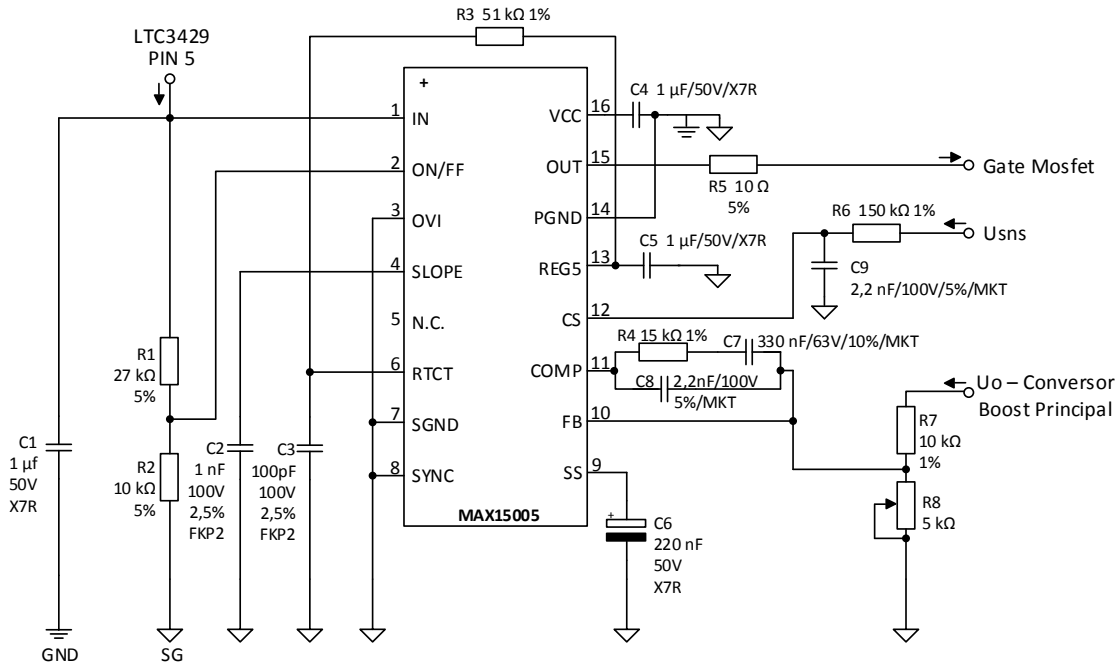 R3 51 kΩ 1%
LTC3429
PIN 5
+
1 IN
2 ON/FF
3 OVI
4 SLOPE
5 N.C.
6 RTCT
7 SGND
8 SYNC
VCC 16
OUT 15
PGND 14
REG5 13
CS 12
COMP 11
FB 10
SS 9
MAX15005
C4 1 µF/50V/X7R
R5 10 Ω
5%
Gate Mosfet
R6 150 kΩ 1%
Usns
C5 1 µF/50V/X7R
C9
2,2 nF/100V/5%/MKT
R4 15 kΩ 1%
C7 330 nF/63V/10%/MKT
C8 2,2nF/100V
5%/MKT
Uo – Conversor
Boost Principal
R7
10 kΩ
1%
R8
5 kΩ
+
C6
220 nF
50V
X7R
R1
27 kΩ
5%
R2
10 kΩ
5%
C1
1 µf
50V
X7R
C2
1 nF
100V
2,5%
FKP2
C3
100pF
100V
2,5%
FKP2
GND
SG